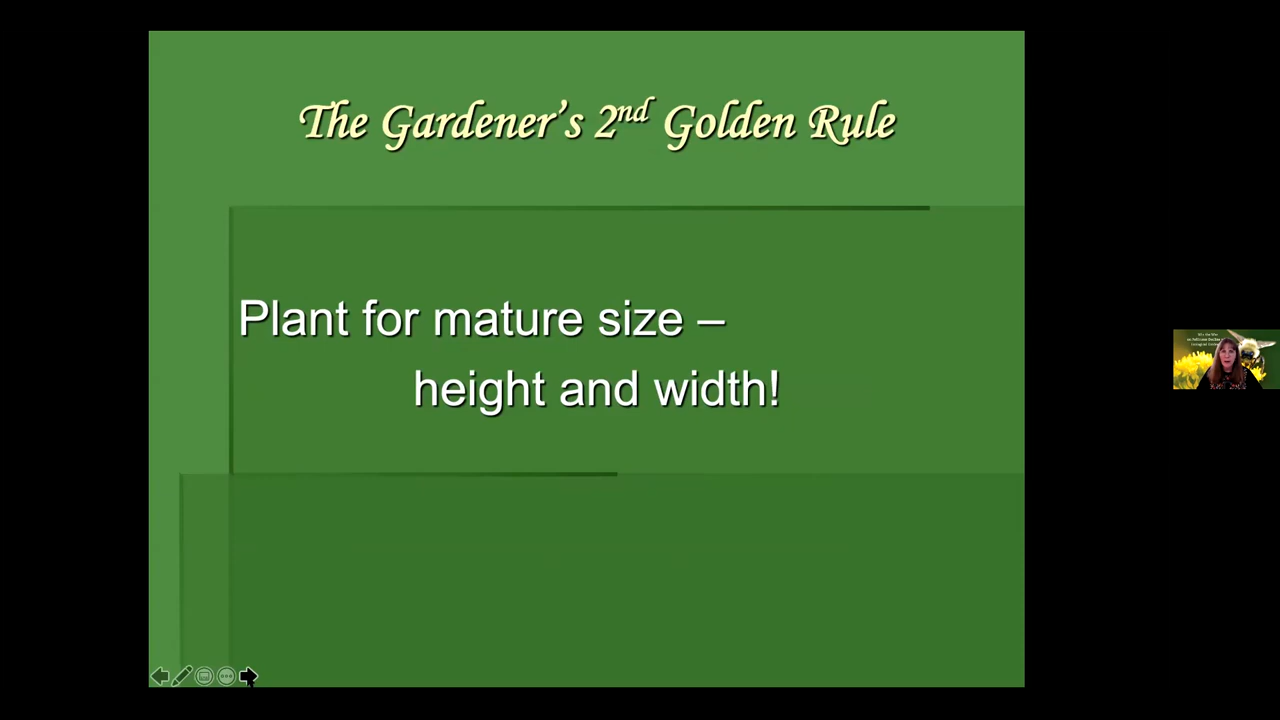 The Gardener's 2nd Golden Rule
Plant for mature size –
height and width!